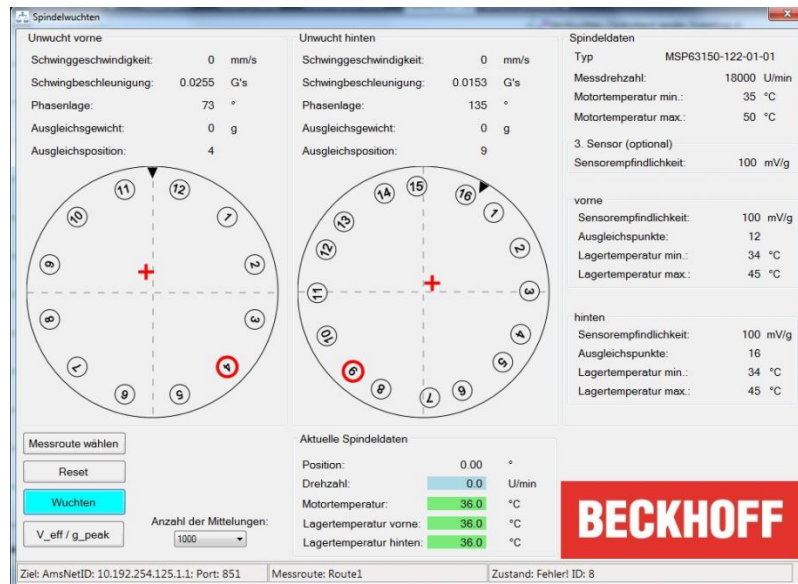 Spindelwuchten
Unwucht vorne
Schwinggeschwindigkeit: 0 mm/s
Schwingbeschleunigung: 0.0255 G's
Phasenlage: 73 °
Ausgleichsgewicht: 0 g
Ausgleichsposition: 4
11 12
10 1
9 2
8 3
7 4
6 5
Unwucht hinten
Schwinggeschwindigkeit: 0 mm/s
Schwingbeschleunigung: 0.0153 G's
Phasenlage: 135 °
Ausgleichsgewicht: 0 g
Ausgleichsposition: 9
14 15 16
13 1
12 2
11 3
10 4
9 5
8 7 6
Spindeldaten
Typ MSP63150-122-01-01
Messdrehzahl: 18000 U/min
Motortemperatur min.: 35 °C
Motortemperatur max.: 50 °C
3. Sensor (optional)
Sensorempfindlichkeit: 100 mV/g
vorne
Sensorempfindlichkeit: 100 mV/g
Ausgleichspunkte: 12
Lagertemperatur min.: 34 °C
Lagertemperatur max.: 45 °C
hinten
Sensorempfindlichkeit: 100 mV/g
Ausgleichspunkte: 16
Lagertemperatur min.: 34 °C
Lagertemperatur max.: 45 °C
Messroute wählen
Reset
Wuchten
V_eff / g_peak
Anzahl der Mittelungen:
1000
Aktuelle Spindeldaten
Position: 0.00 °
Drehzahl: 0.0 U/min
Motortemperatur: 36.0 °C
Lagertemperatur vorne: 36.0 °C
Lagertemperatur hinten: 36.0 °C
BECKHOFF
Ziel: AmsNetID: 10.192.254.125.1.1; Port: 851
Messroute: Route1
Zustand: Fehler! ID: 8